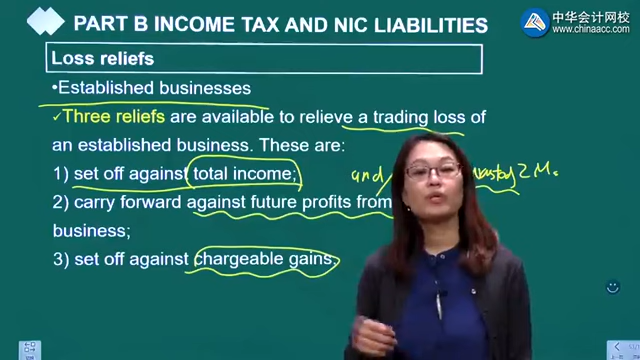 PART B INCOME TAX AND NIC LIABILITIES
中华会计网校
www.chinaacc.com
Loss reliefs
•Established businesses
✓Three reliefs are available to relieve a trading loss of
an established business. These are:
1) set off against total income;
and
2) carry forward against future profits from
business;
3) set off against chargeable gains.